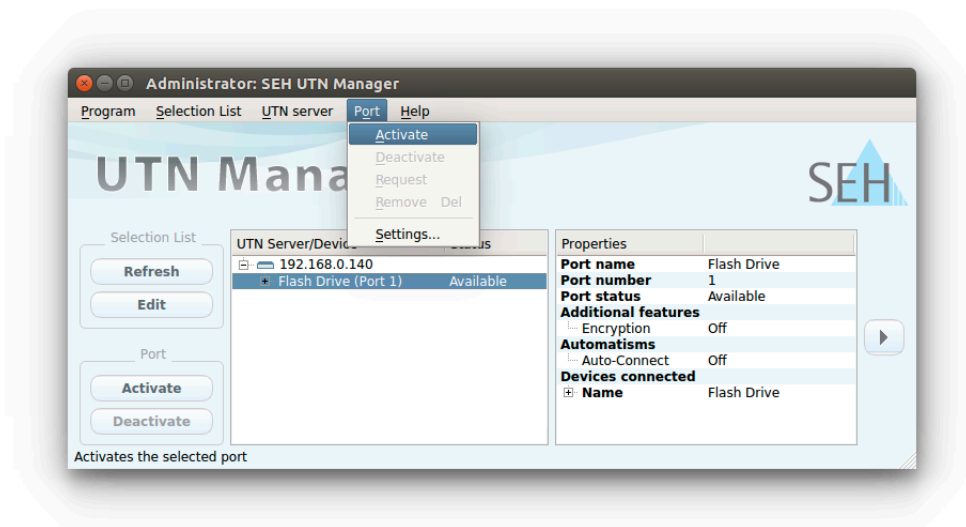 Administrator: SEH UTN Manager
Program Selection List UTN server Port Help
Activate
Deactivate
Request
Remove Del
Settings...
UTN Mana
SEH
Selection List
Refresh
Edit
Port
Activate
Deactivate
UTN Server/Device
192.168.0.140
Flash Drive (Port 1) Available
Properties
Port name Flash Drive
Port number 1
Port status Available
Additional features
Encryption Off
Automatisms
Auto-Connect Off
Devices connected
Name Flash Drive
Activates the selected port